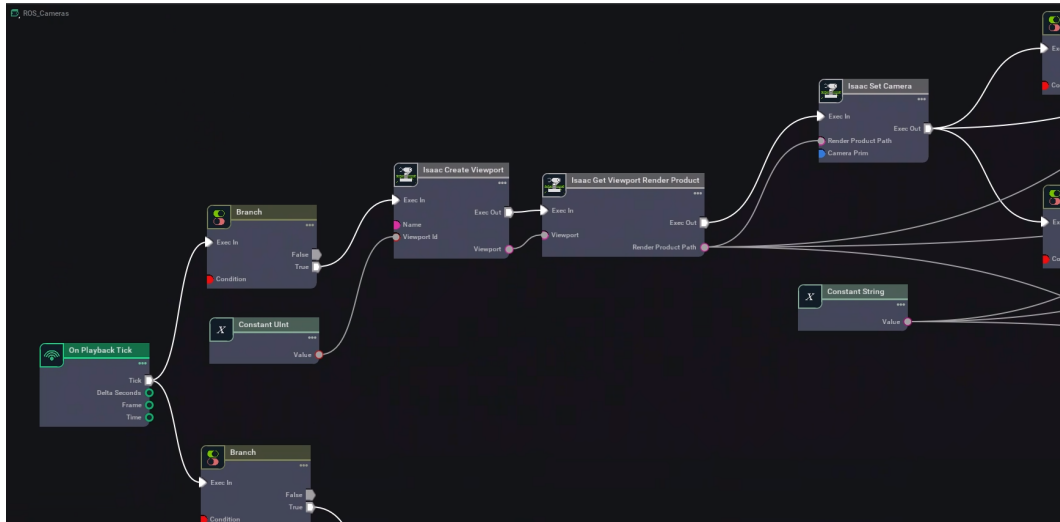 ROS_Cameras
Isaac Set Camera
Exec In
Exec Out
Render Product Path
Camera Prim
Isaac Create Viewport
Exec In
Exec Out
Name
Viewport Id
Viewport
Isaac Get Viewport Render Product
Exec In
Exec Out
Viewport
Render Product Path
Branch
Exec In
False
True
Condition
Constant String
Value
Constant UInt
Value
On Playback Tick
Tick
Delta Seconds
Frame
Time
Branch
Exec In
False
True
Condition